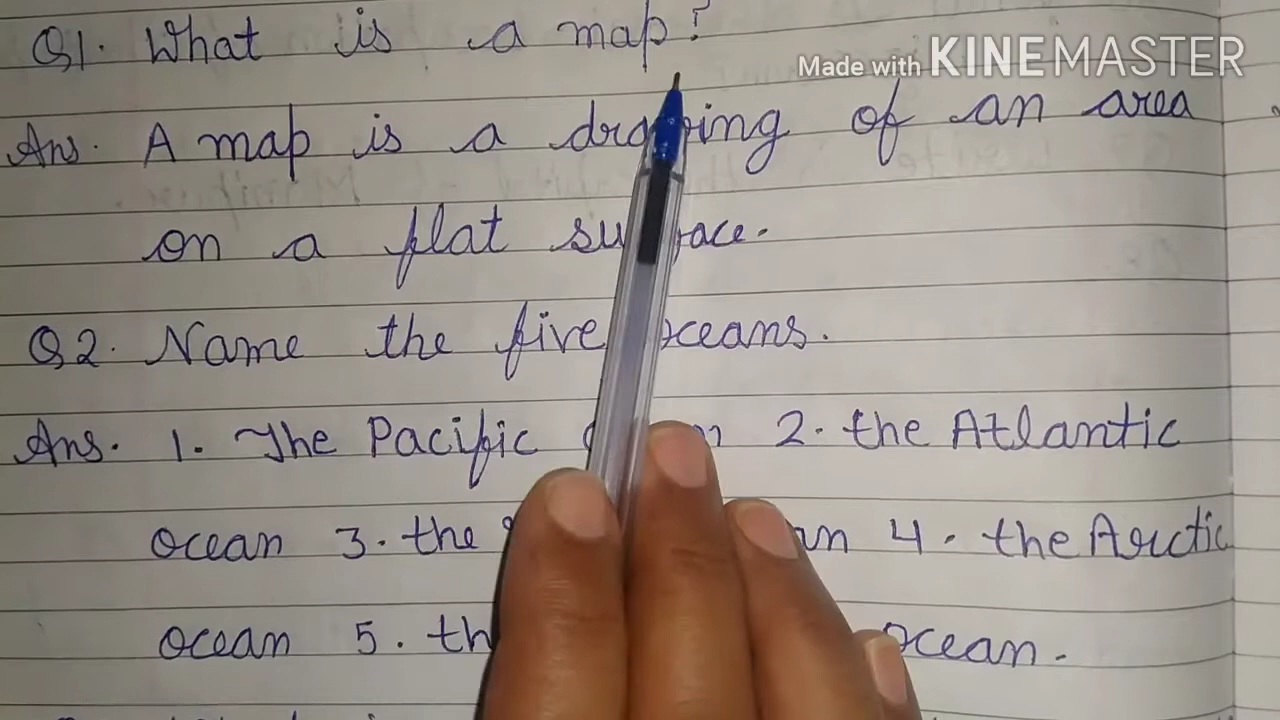 Q1. What is a map?
Made with KINEMASTER
Ans. A map is a drawing of an area
on a flat surface.
Q2. Name the five oceans.
Ans. 1. The Pacific 2. the Atlantic
ocean 3. the 4. the Arctic
ocean 5. ocean.